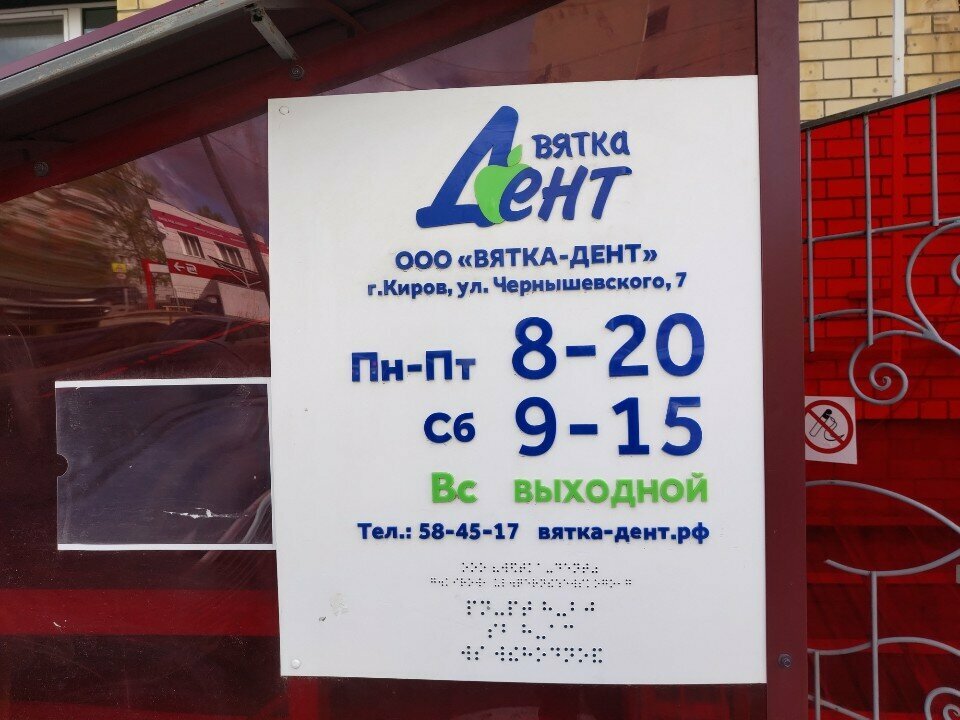 ВЯТКА
Дент
ООО «ВЯТКА-ДЕНТ»
г.Киров, ул. Чернышевского, 7
Пн-Пт 8-20
Сб 9-15
Вс ВЫХОДНОЙ
Тел.: 58-45-17 вятка-дент.рф